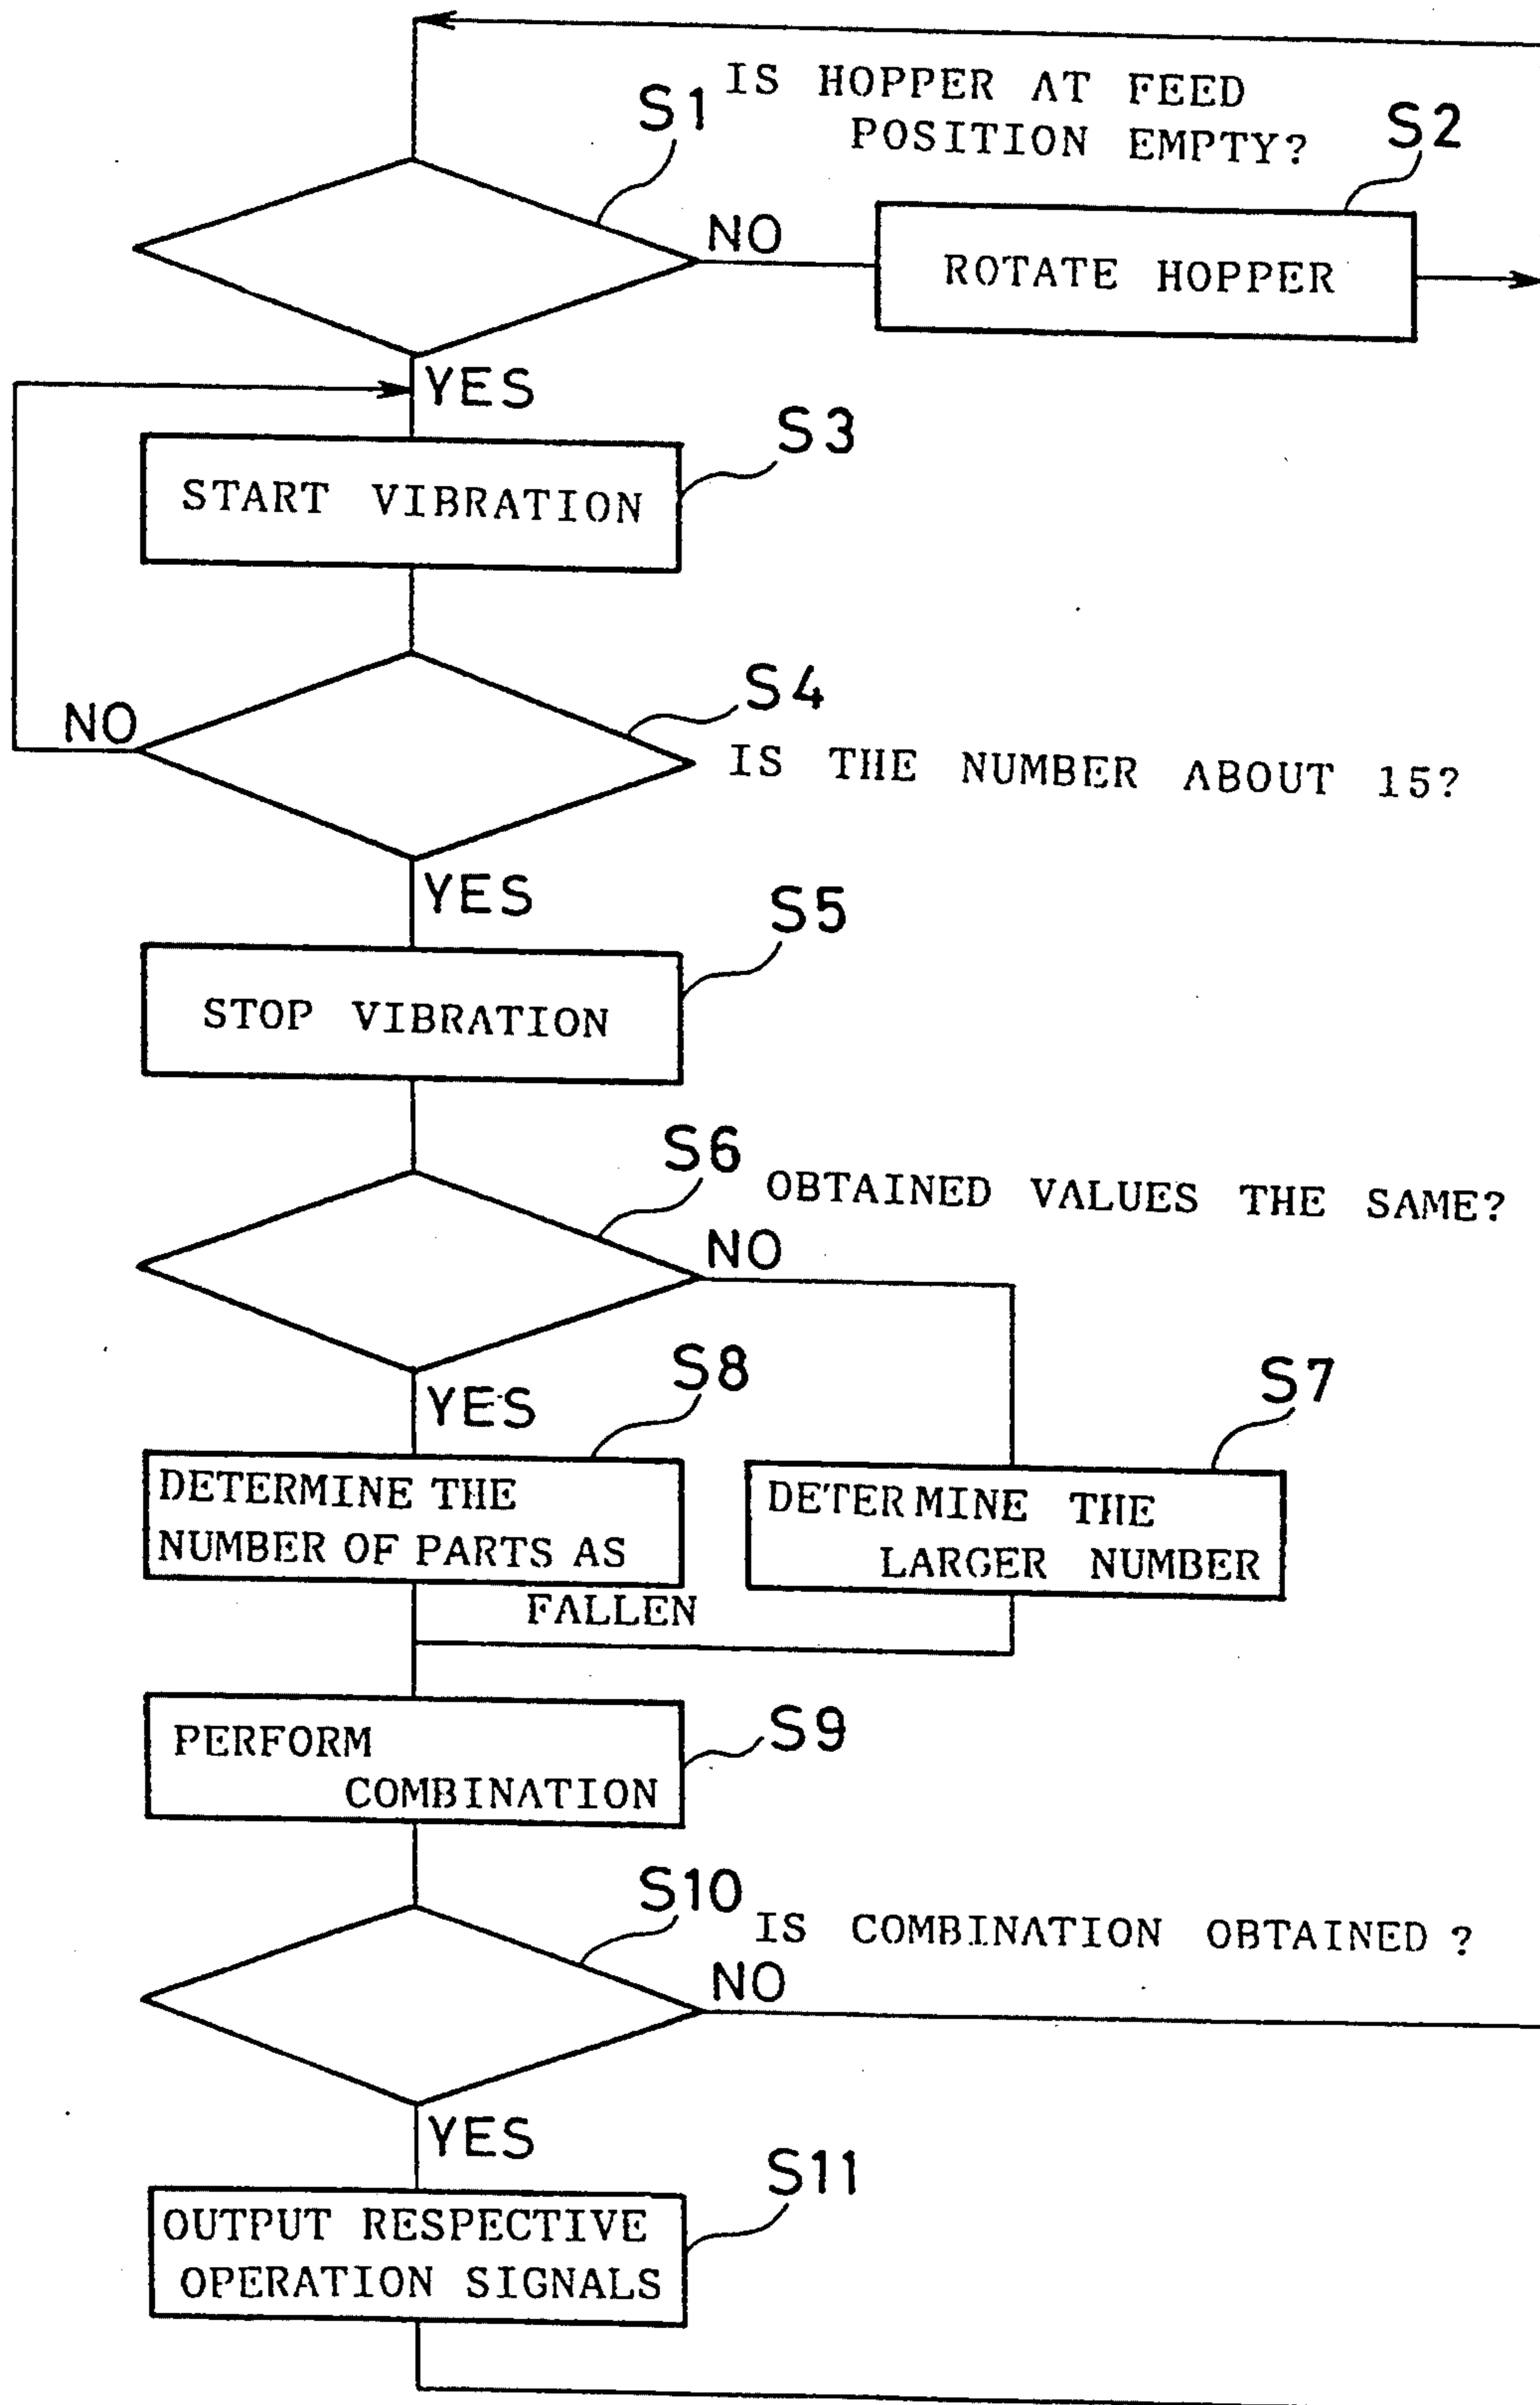 S1
IS HOPPER AT FEED
POSITION EMPTY?
S2
NO
ROTATE HOPPER
YES
S3
START VIBRATION
S4
NO
IS THE NUMBER ABOUT 15?
YES
S5
STOP VIBRATION
S6
OBTAINED VALUES THE SAME?
NO
S8
S7
YES
DETERMINE THE
NUMBER OF PARTS AS
FALLEN
DETERMINE THE
LARGER NUMBER
S9
PERFORM
COMBINATION
S10
IS COMBINATION OBTAINED ?
NO
YES
S11
OUTPUT RESPECTIVE
OPERATION SIGNALS